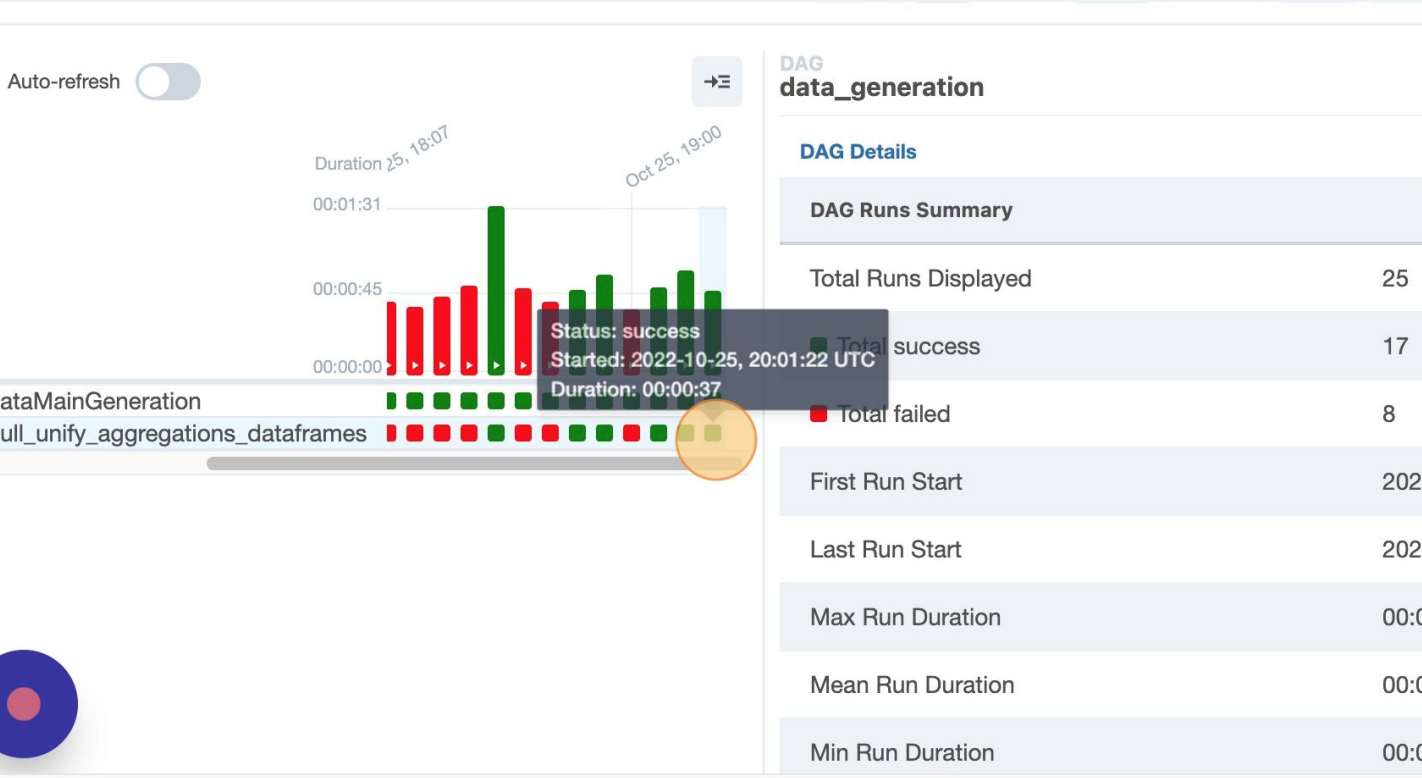 Auto-refresh
Duration
25, 18:07
Oct 25, 19:00
00:01:31
00:00:45
00:00:00
ataMainGeneration
ull_unify_aggregations_dataframes
Status: success
Started: 2022-10-25, 20:01:22 UTC
Duration: 00:00:37
DAG
data_generation
DAG Details
DAG Runs Summary
Total Runs Displayed 25
Total success 17
Total failed 8
First Run Start 202
Last Run Start 202
Max Run Duration 00:0
Mean Run Duration 00:0
Min Run Duration 00:0